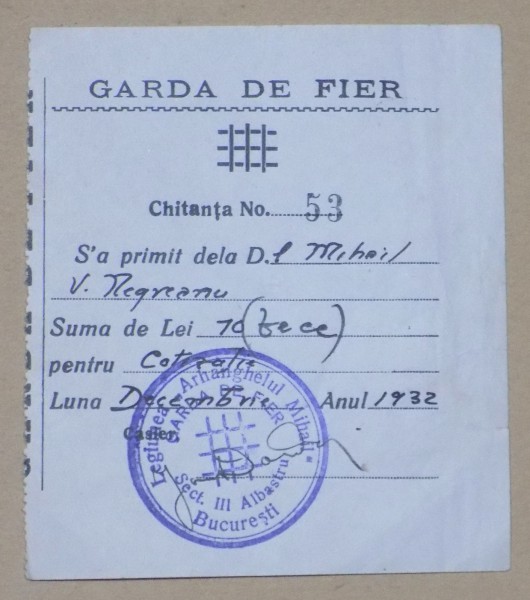 GARDA DE FIER
Chitanța No. 53
S'a primit dela D.l Mihail
V. Negreanu
Suma de Lei 10 (zece)
pentru Cotizație
Luna Decembrie Anul 1932
Casier,
Legiunea Arhanghelul Mihail
GARDA DE FIER
Sect. III Albastru
București